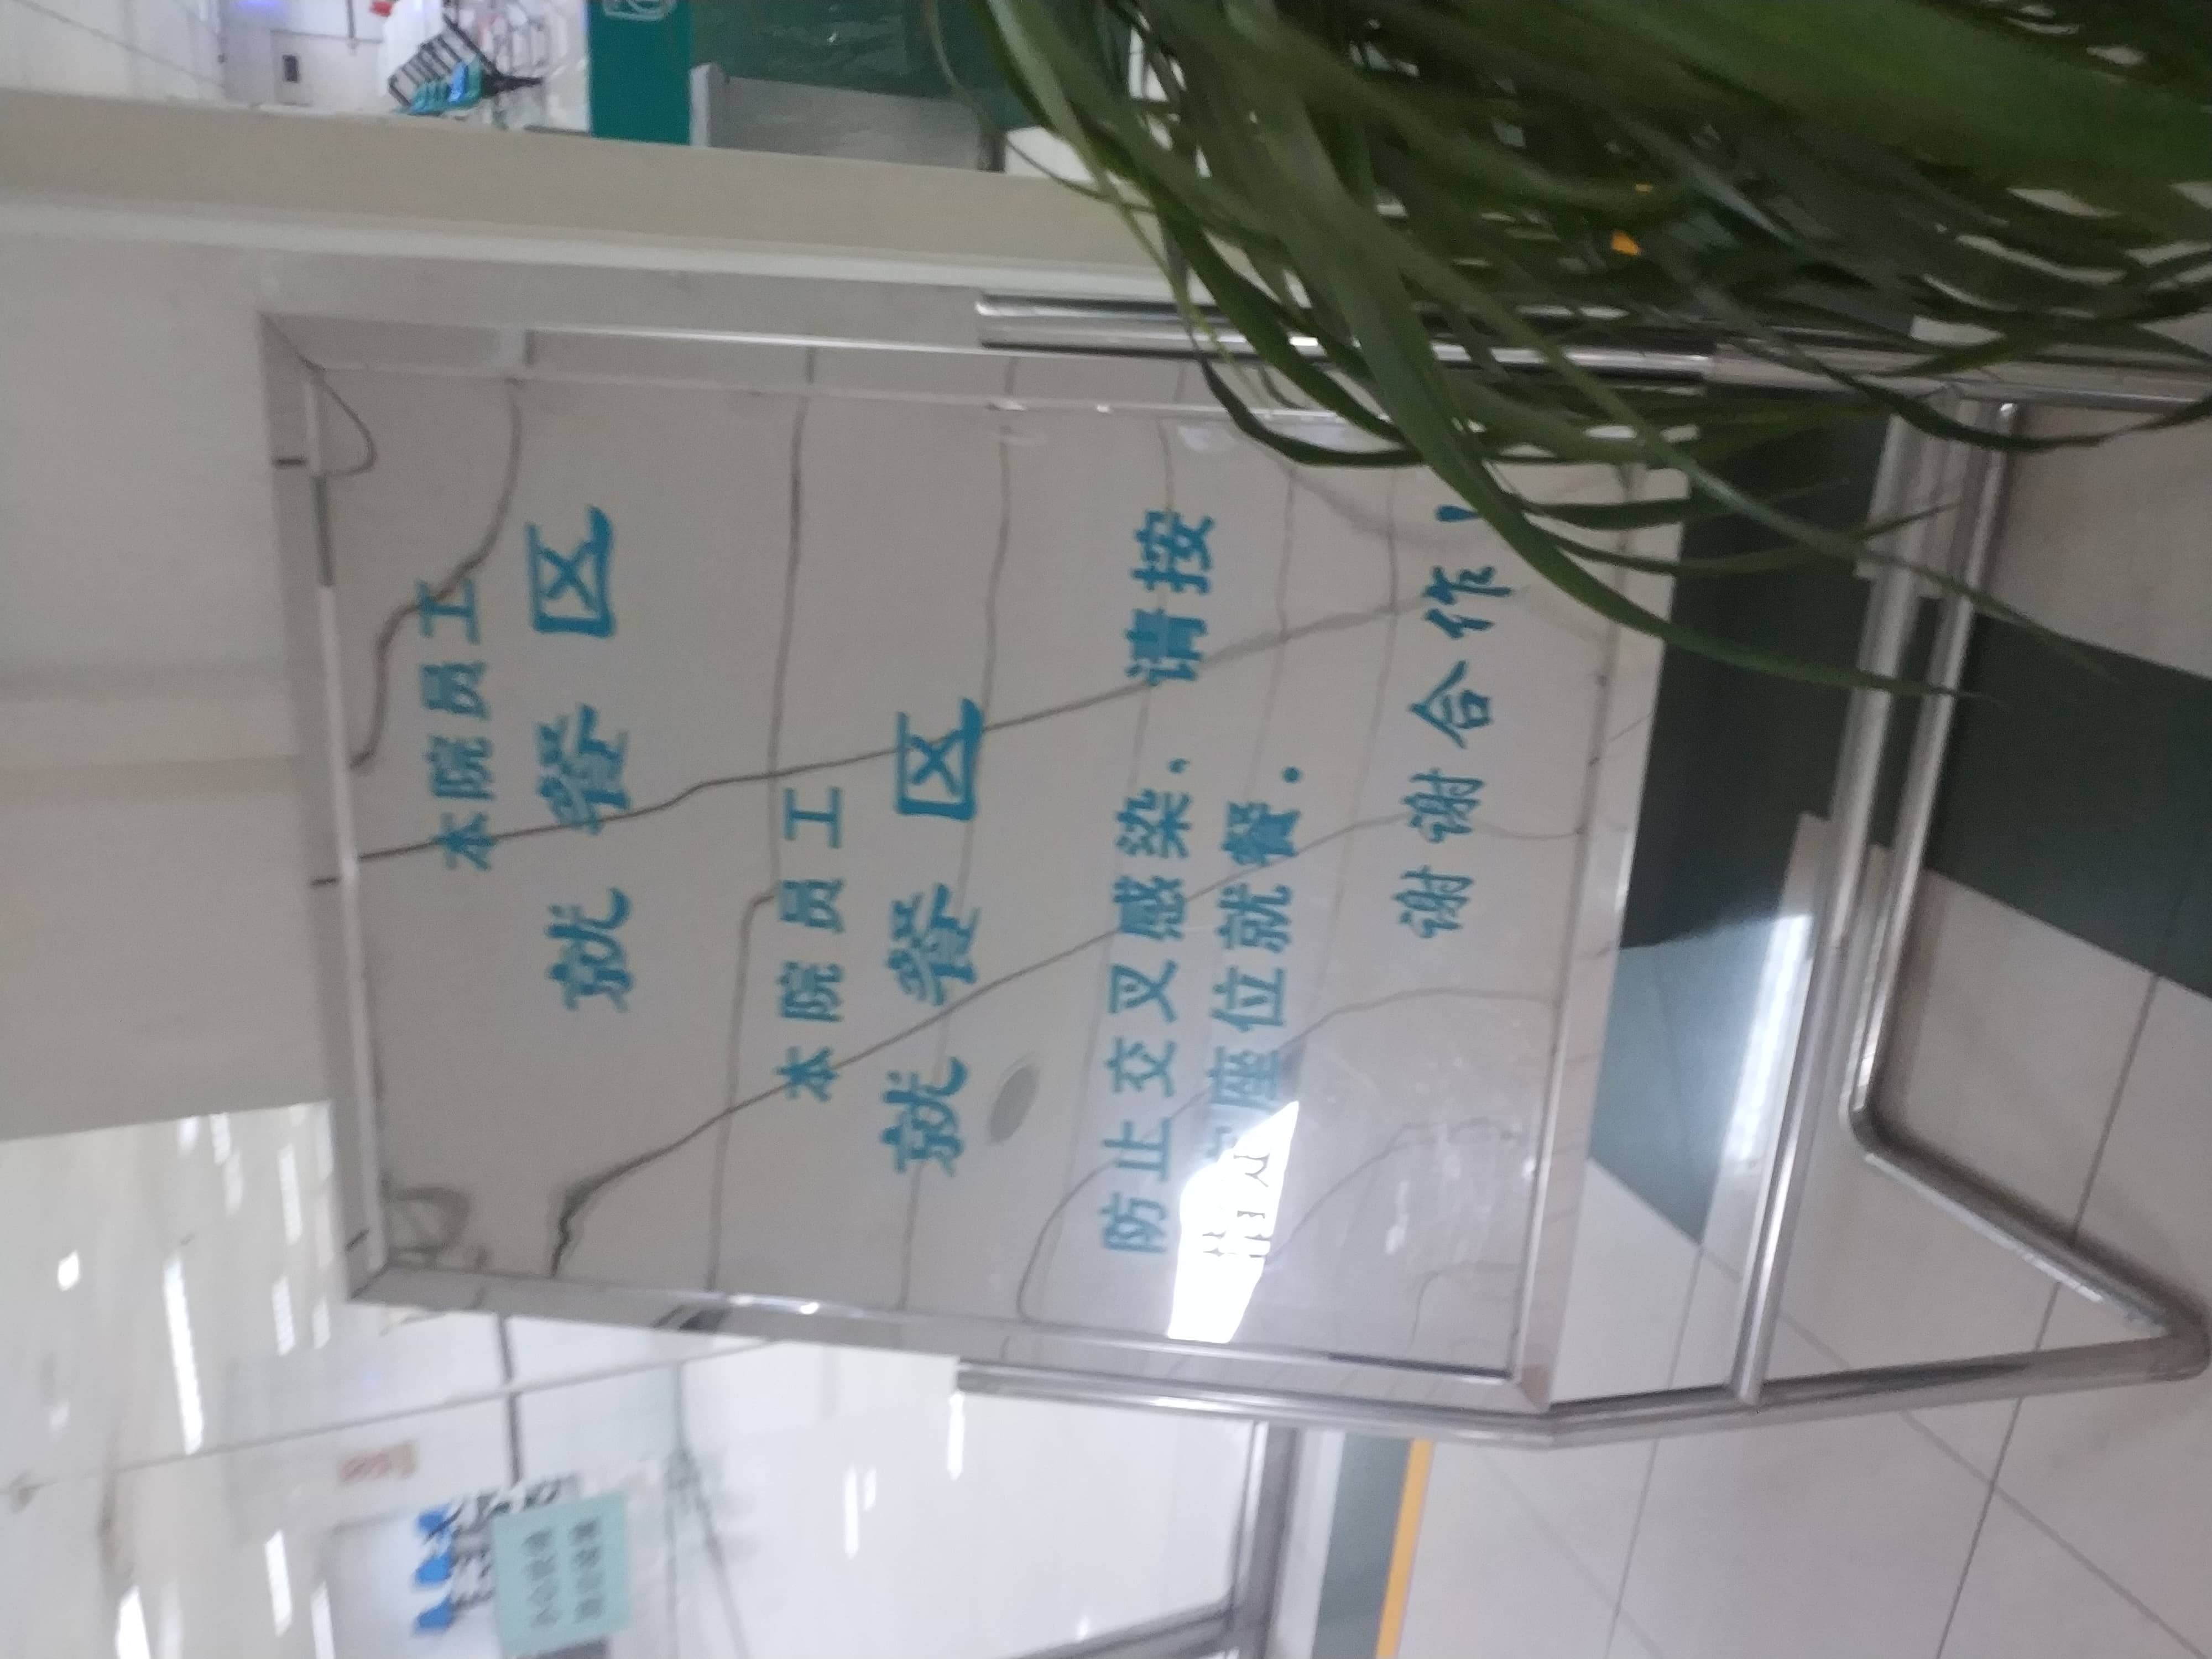 本院员工
就餐区
本院员工
就餐区
防止交叉感染，请按
座位就餐.
谢谢合作！